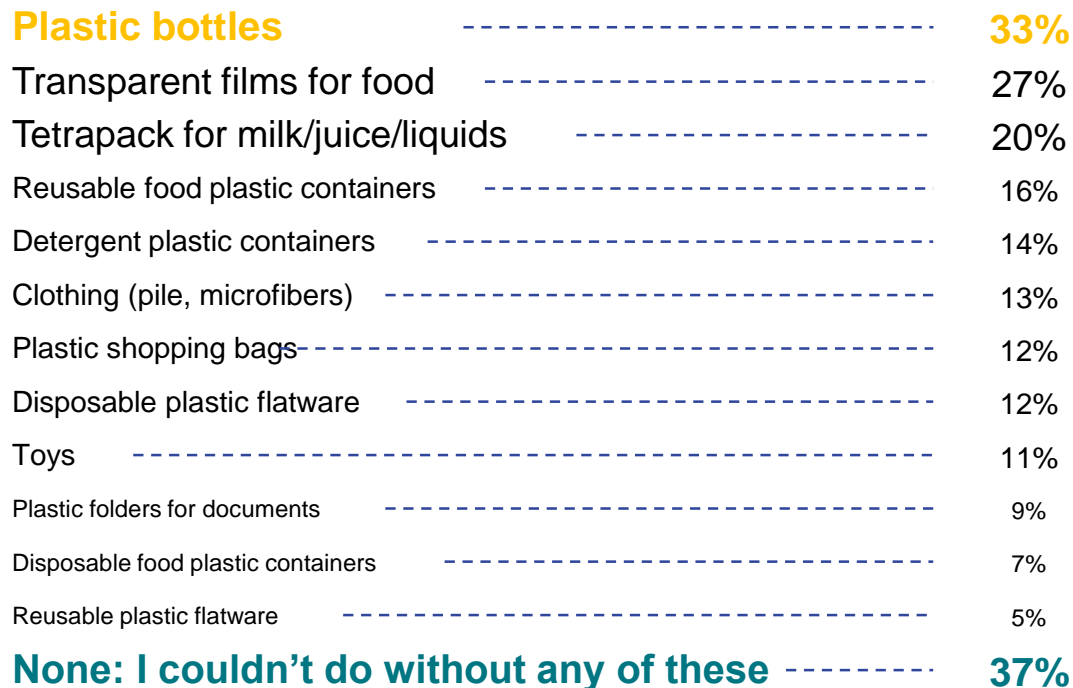 Plastic bottles 33%
Transparent films for food 27%
Tetrapack for milk/juice/liquids 20%
Reusable food plastic containers 16%
Detergent plastic containers 14%
Clothing (pile, microfibers) 13%
Plastic shopping bags 12%
Disposable plastic flatware 12%
Toys 11%
Plastic folders for documents 9%
Disposable food plastic containers 7%
Reusable plastic flatware 5%
None: I couldn’t do without any of these 37%